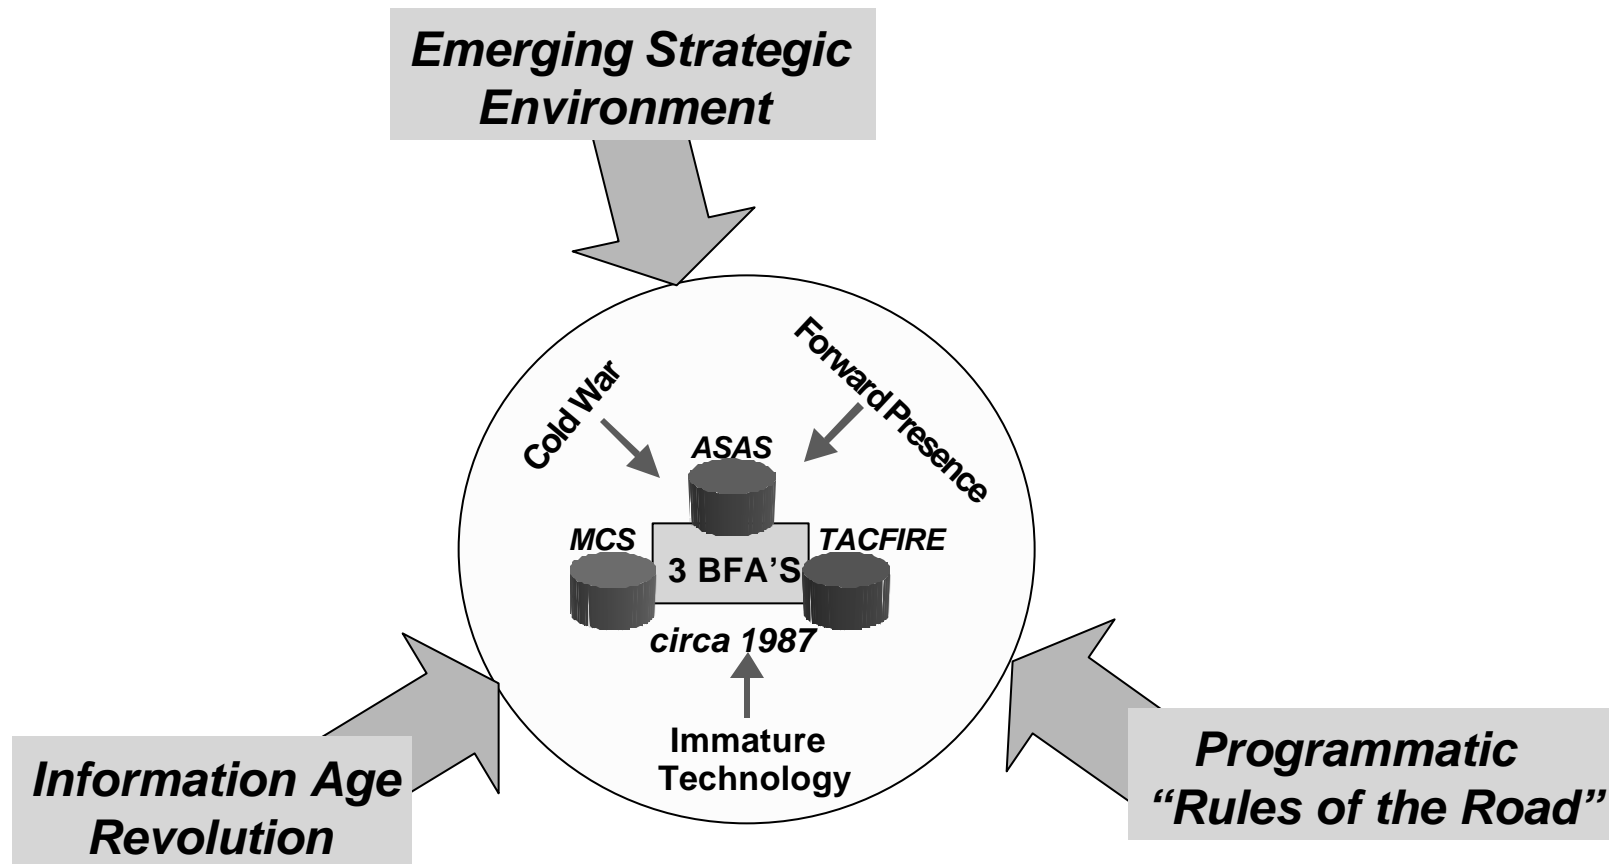 Emerging Strategic
Environment
Cold War
Forward Presence
ASAS
MCS
TACFIRE
3 BFA’S
circa 1987
Immature
Technology
Information Age
Revolution
Programmatic
“Rules of the Road”